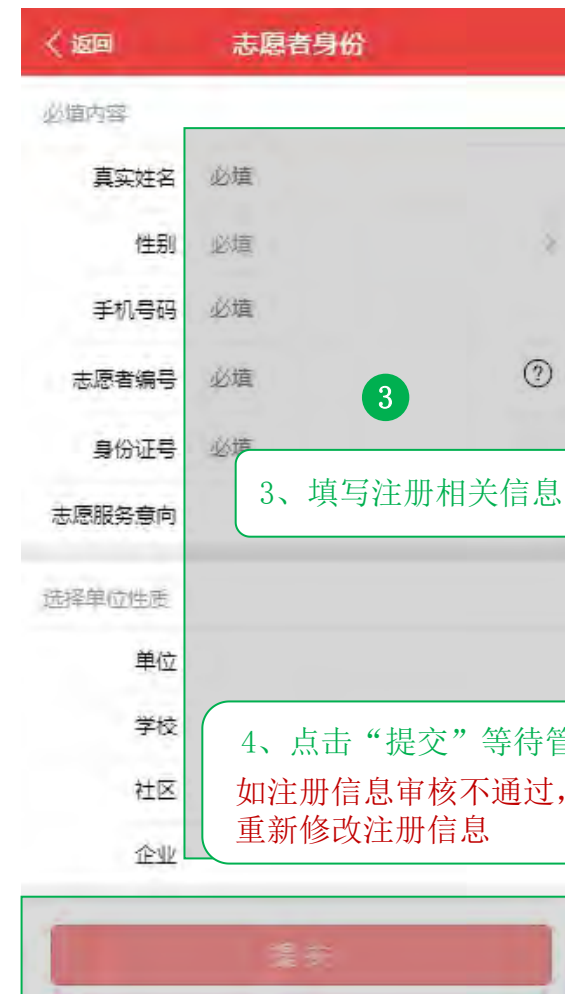 返回 志愿者身份
必填内容
真实姓名 必填
性别 必填
手机号码 必填
志愿者编号 必填
3
身份证号 必填
3、填写注册相关信息
志愿服务意向
选择单位性质
单位
学校
4、点击“提交”等待管
社区
如注册信息审核不通过，
重新修改注册信息
企业
提交